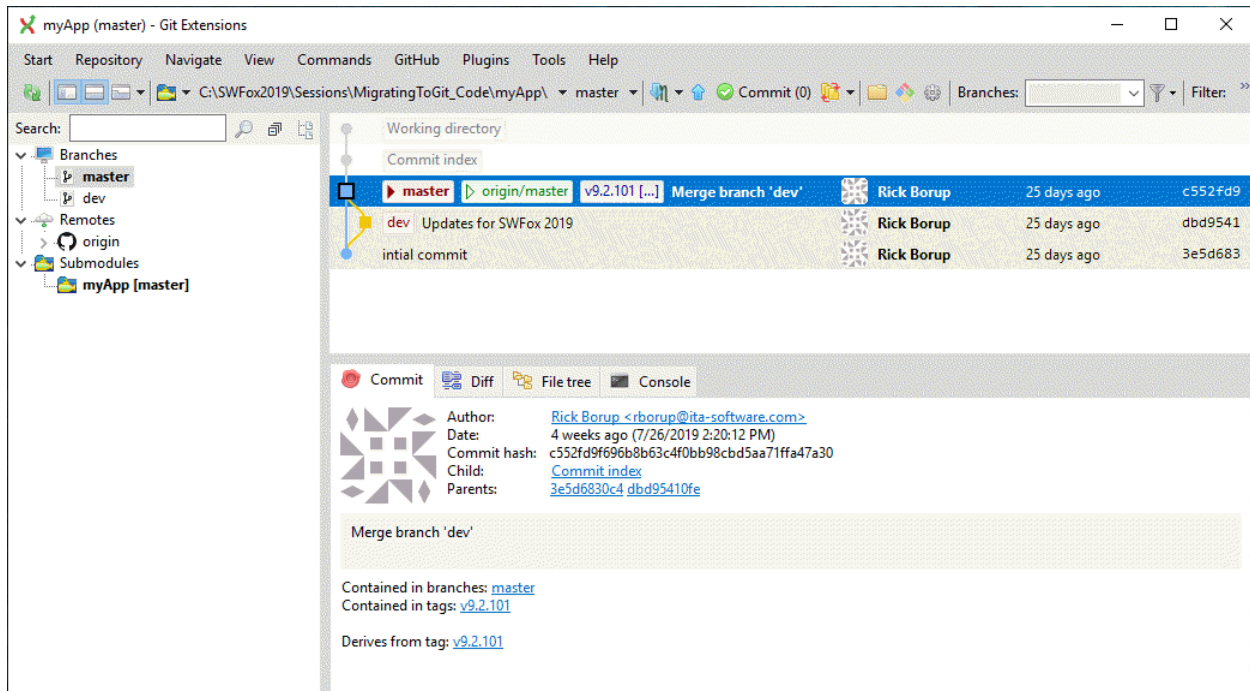 myApp (master) - Git Extensions
Start Repository Navigate View Commands GitHub Plugins Tools Help
C:\SWFox2019\Sessions\MigratingToGit_Code\myApp\ master Commit (0) Branches: Filter:
Search:
Branches
master
dev
Remotes
origin
Submodules
myApp [master]
Working directory
Commit index
master origin/master v9.2.101 [...] Merge branch 'dev' Rick Borup 25 days ago c552fd9
dev Updates for SWFox 2019 Rick Borup 25 days ago dbd9541
intial commit Rick Borup 25 days ago 3e5d683
Commit Diff File tree Console
Author: Rick Borup <rborup@ita-software.com>
Date: 4 weeks ago (7/26/2019 2:20:12 PM)
Commit hash: c552fd9f696b8b63c4f0bb98cbd5aa71ffa47a30
Child: Commit index
Parents: 3e5d6830c4 dbd95410fe
Merge branch 'dev'
Contained in branches: master
Contained in tags: v9.2.101
Derives from tag: v9.2.101